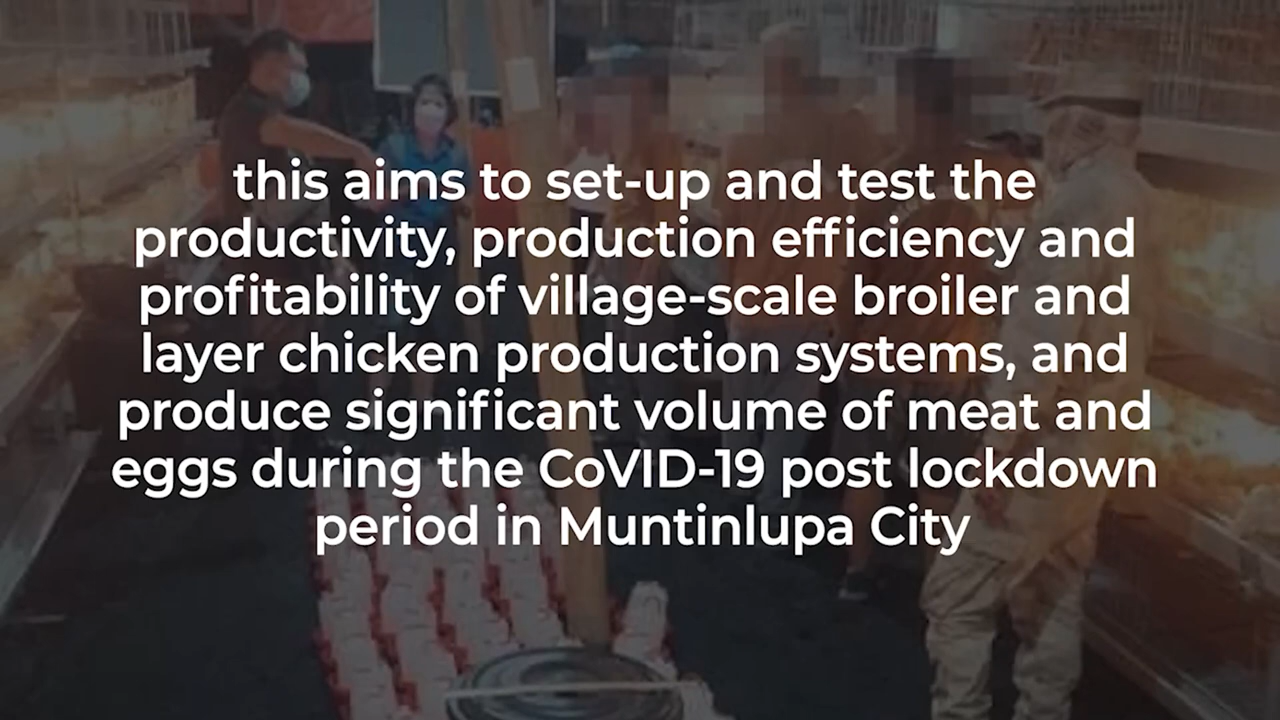 this aims to set-up and test the
productivity, production efficiency and
profitability of village-scale broiler and
layer chicken production systems, and
produce significant volume of meat and
eggs during the CoVID-19 post lockdown
period in Muntinlupa City